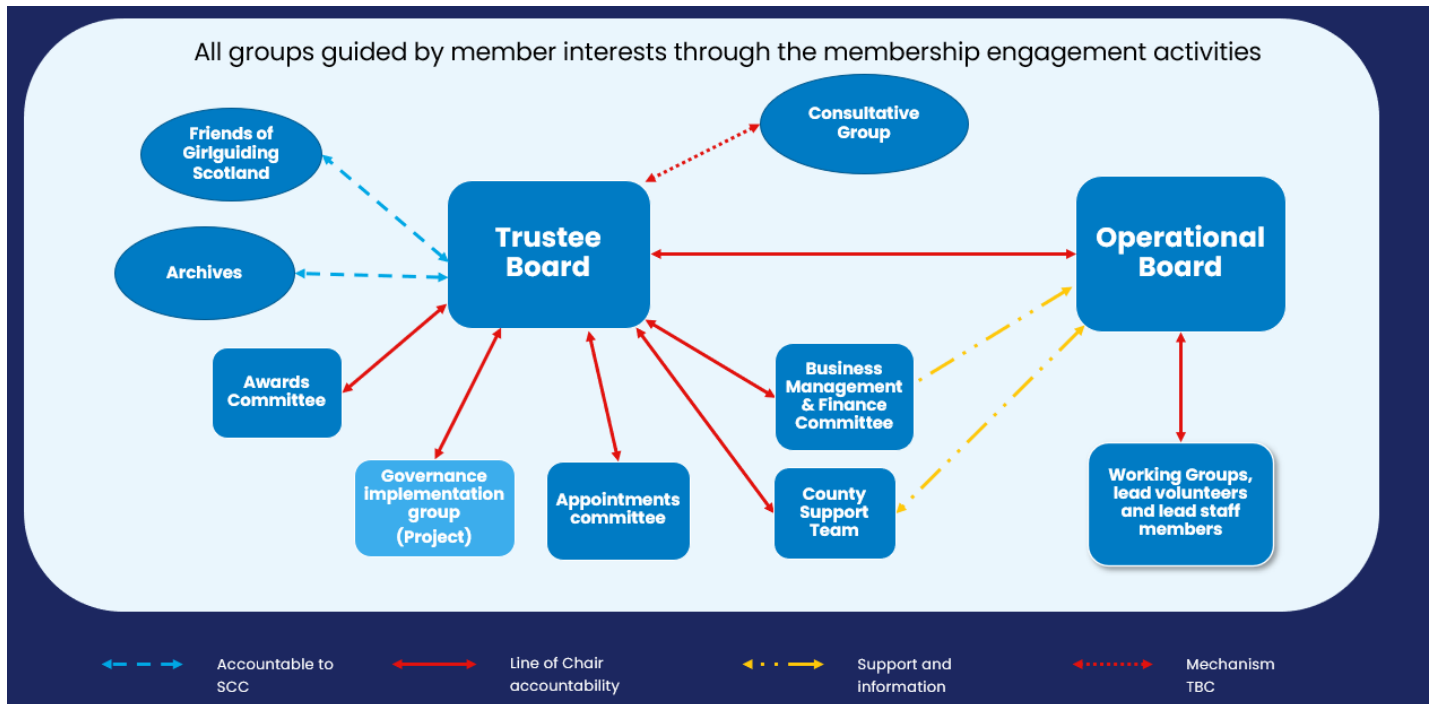 All groups guided by member interests through the membership engagement activities
Friends of
Girlguiding
Scotland
Consultative
Group
Archives
Trustee
Board
Operational
Board
Awards
Committee
Business
Management
& Finance
Committee
Governance
implementation
group
(Project)
Appointments
committee
County
Support
Team
Working Groups,
lead volunteers
and lead staff
members
Accountable to
SCC
Line of Chair
accountability
Support and
information
Mechanism
TBC